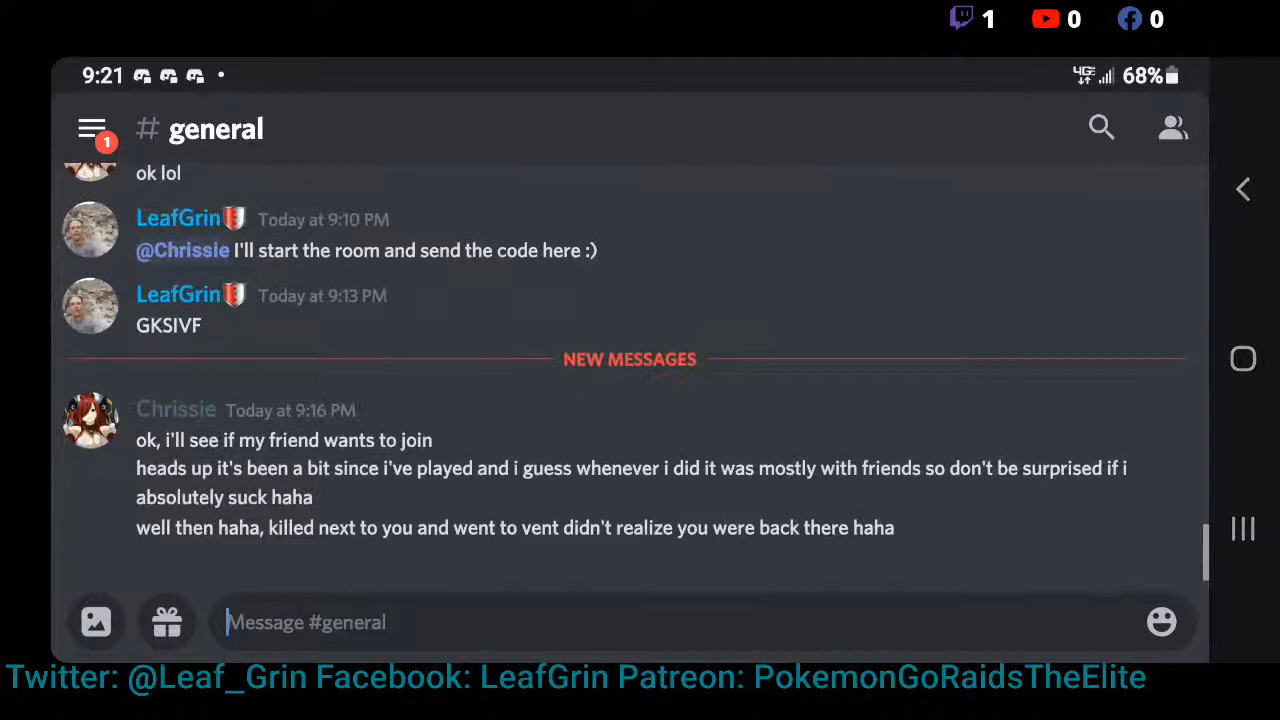 1 0 0
9:21 4GE 68%
1 # general
ok lol
LeafGrin Today at 9:10 PM
@Chrissie I'll start the room and send the code here :)
LeafGrin Today at 9:13 PM
GKSIVF
NEW MESSAGES
Chrissie Today at 9:16 PM
ok, i'll see if my friend wants to join
heads up it's been a bit since i've played and i guess whenever i did it was mostly with friends so don't be surprised if i
absolutely suck haha
well then haha, killed next to you and went to vent didn't realize you were back there haha
Message #general
Twitter: @Leaf_Grin Facebook: LeafGrin Patreon: PokemonGoRaidsTheElite